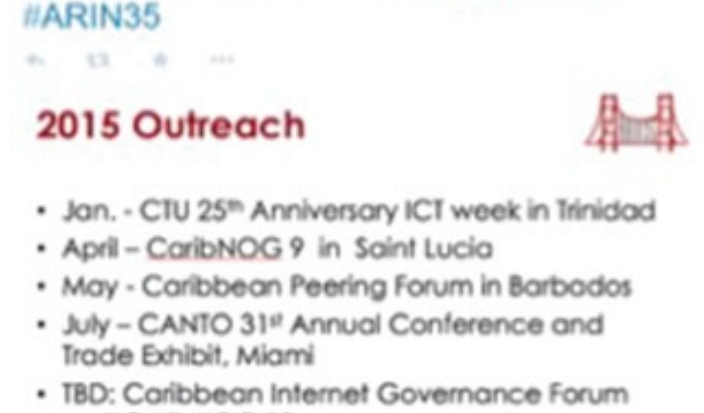 #ARIN35
2015 Outreach
• Jan. - CTU 25th Anniversary ICT week in Trinidad
• April – CaribNOG 9 in Saint Lucia
• May - Caribbean Peering Forum in Barbados
• July – CANTO 31st Annual Conference and
Trade Exhibit, Miami
• TBD: Caribbean Internet Governance Forum